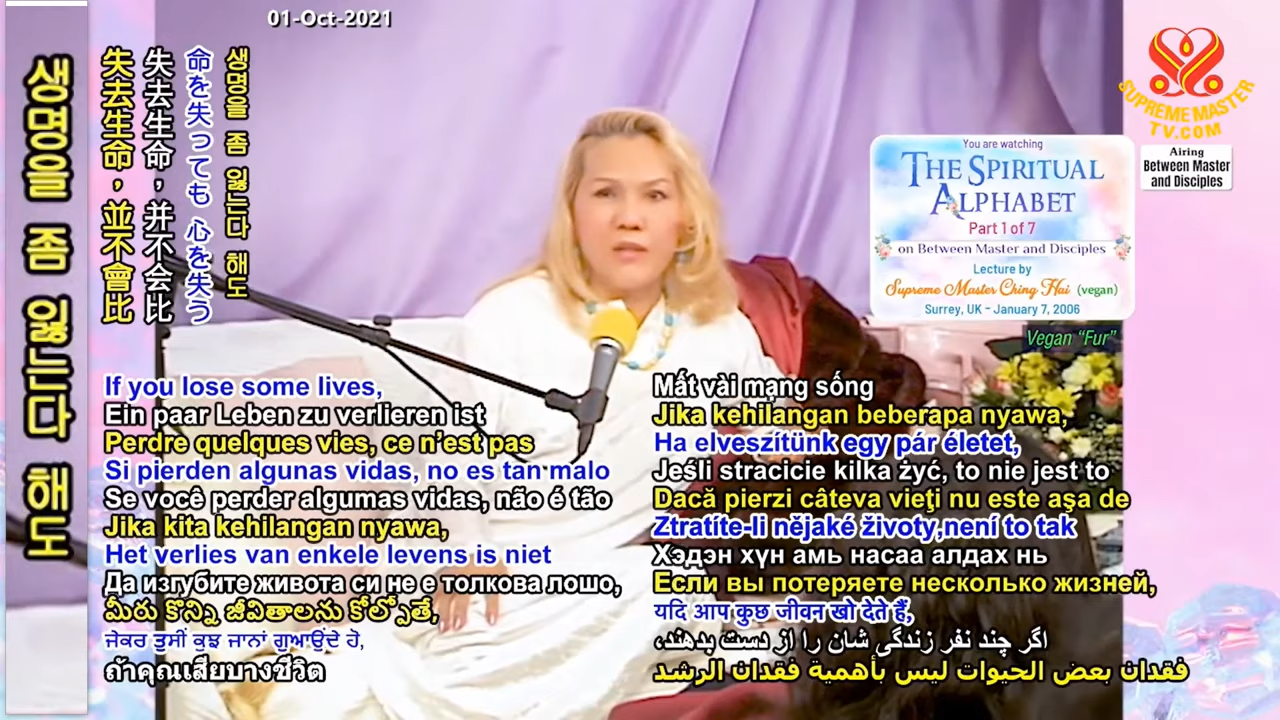 01-Oct-2021
생명을 좀 잃는다 해도
失去生命，並不會比
失去生命，并不会比
命を失っても 心を失う
생명을 좀 잃는다 해도
SUPREME MASTER
TV.COM
Airing
Between Master
and Disciples
You are watching
THE SPIRITUAL
ALPHABET
Part 1 of 7
on Between Master and Disciples
Lecture by
Supreme Master Ching Hai (vegan)
Surrey, UK - January 7, 2006
Vegan “Fur”
If you lose some lives,
Ein paar Leben zu verlieren ist
Perdre quelques vies, ce n’est pas
Si pierden algunas vidas, no es tan malo
Se você perder algumas vidas, não é tão
Jika kita kehilangan nyawa,
Het verlies van enkele levens is niet
Да изгубите живота си не е толкова лошо,
మీరు కొన్ని జీవితాలను కోల్పోతే,
ਜੇਕਰ ਤੁਸੀਂ ਕੁਝ ਜਾਨਾਂ ਗੁਆਉਂਦੇ ਹੋ,
ถ้าคุณเสียบางชีวิต
Mất vài mạng sống
Jika kehilangan beberapa nyawa,
Ha elveszítünk egy pár életet,
Jeśli stracicie kilka żyć, to nie jest to
Dacă pierzi câteva vieţi nu este aşa de
Ztratíte-li nějaké životy,není to tak
Хэдэн хүн амь насаа алдах нь
Если вы потеряете несколько жизней,
यदि आप कुछ जीवन खो देते हैं,
اگر چند نفر زندگی شان را از دست بدهند،
فقدان بعض الحيوات ليس بأهمية فقدان الرشد